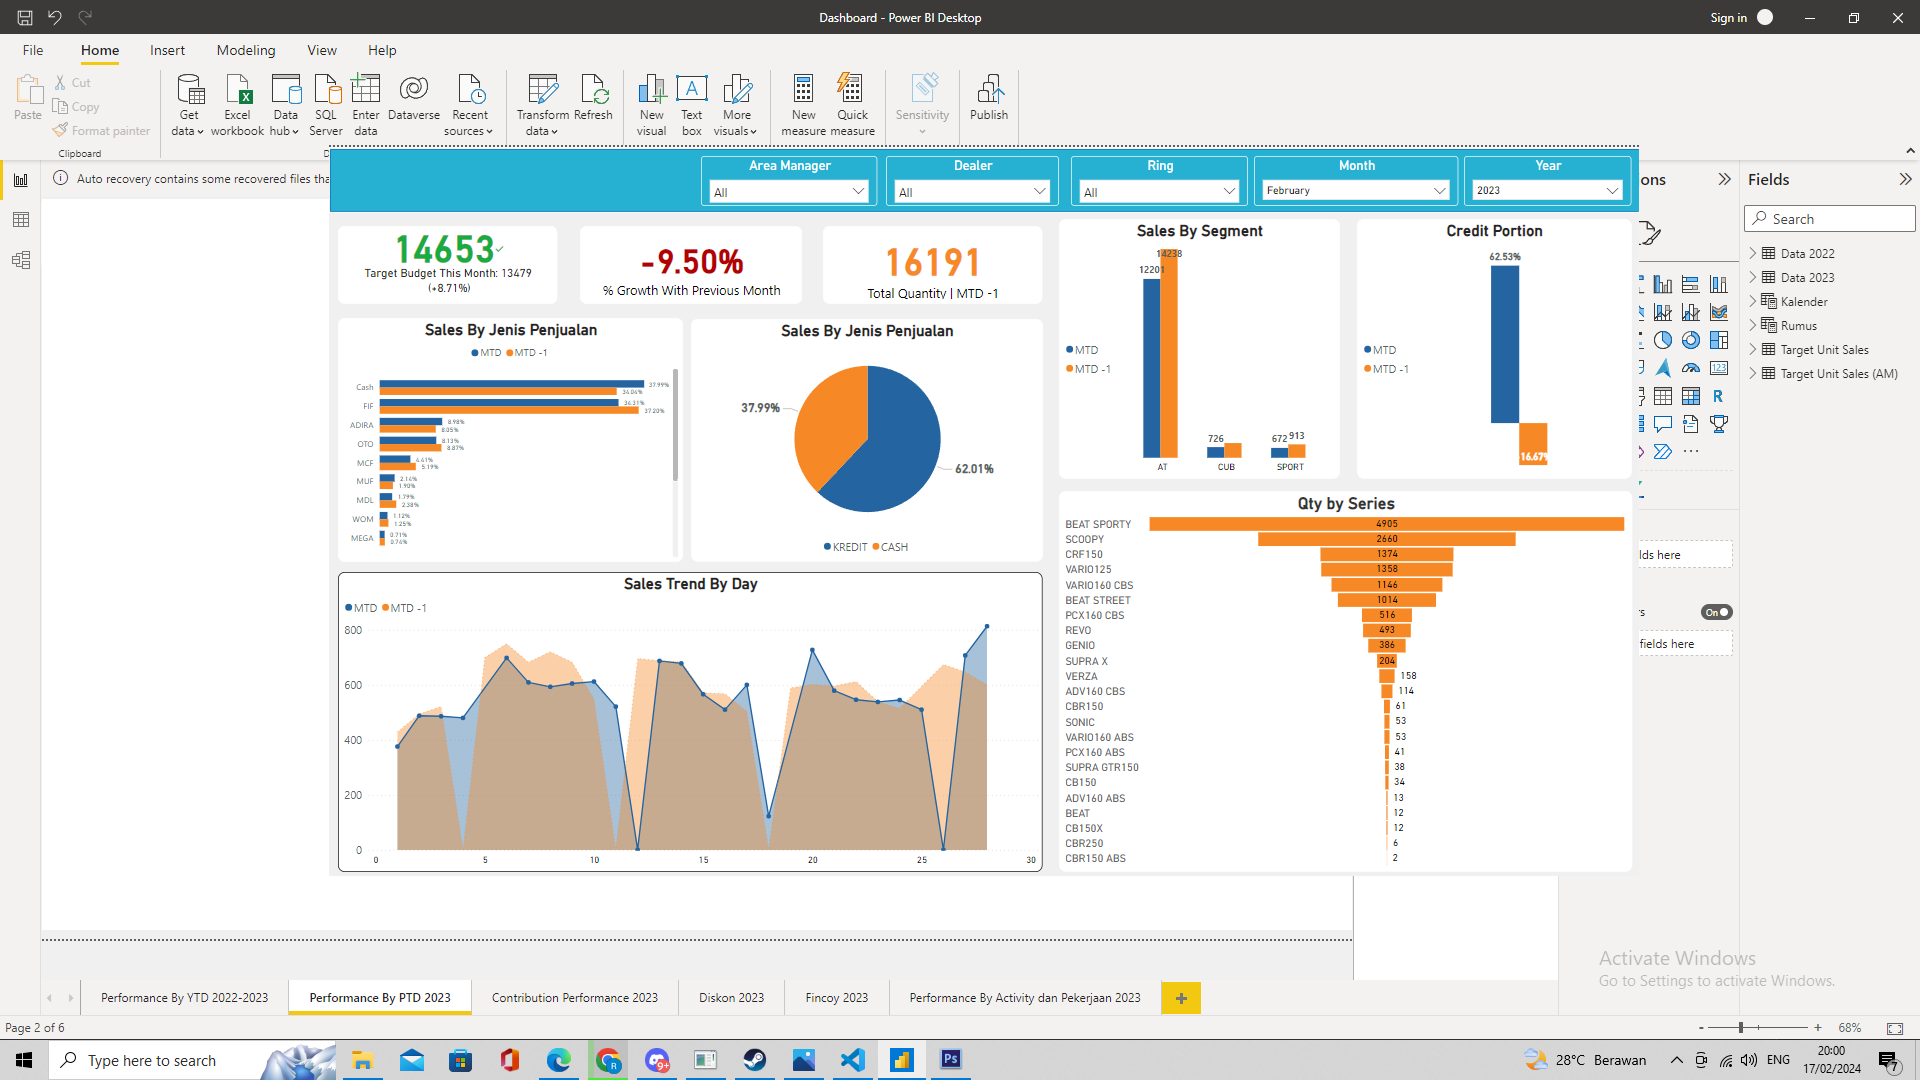 Dashboard - Power BI Desktop
Sign in
File Home Insert Modeling View Help
Paste
Cut
Copy
Format painter
Clipboard
Get data
Excel workbook
Data hub
SQL Server
Enter data
Dataverse
Recent sources
Transform data
Refresh
New visual
Text box
More visuals
New measure
Quick measure
Sensitivity
Publish
Auto recovery contains some recovered files tha
Area Manager
All
Dealer
All
Ring
All
Month
February
Year
2023
14653
Target Budget This Month: 13479
(+8.71%)
-9.50%
% Growth With Previous Month
16191
Total Quantity | MTD -1
Sales By Jenis Penjualan
MTD MTD -1
Cash 37.99% 34.04%
FIF 34.31% 37.20%
ADIRA 8.98% 8.05%
OTO 8.13% 8.87%
MCF 4.41% 5.19%
MUF 2.14% 1.90%
MDL 1.79% 2.38%
WOM 1.12% 1.25%
MEGA 0.71% 0.74%
Sales By Jenis Penjualan
37.99%
62.01%
KREDIT CASH
Sales By Segment
MTD
MTD -1
12201 14238
726
672 913
AT CUB SPORT
Credit Portion
62.53%
MTD
MTD -1
16.67%
Sales Trend By Day
MTD MTD -1
800
600
400
200
0
0 5 10 15 20 25 30
Qty by Series
BEAT SPORTY 4905
SCOOPY 2660
CRF150 1374
VARIO125 1358
VARIO160 CBS 1146
BEAT STREET 1014
PCX160 CBS 516
REVO 493
GENIO 386
SUPRA X 204
VERZA 158
ADV160 CBS 114
CBR150 61
SONIC 53
VARIO160 ABS 53
PCX160 ABS 41
SUPRA GTR150 38
CB150 34
ADV160 ABS 13
BEAT 12
CB150X 12
CBR250 6
CBR150 ABS 2
ons
R
123
lds here
On
fields here
Fields
Search
Data 2022
Data 2023
Kalender
Rumus
Target Unit Sales
Target Unit Sales (AM)
Activate Windows
Go to Settings to activate Windows.
Performance By YTD 2022-2023
Performance By PTD 2023
Contribution Performance 2023
Diskon 2023
Fincoy 2023
Performance By Activity dan Pekerjaan 2023
+
Page 2 of 6
- + 68%
Type here to search
9+
Ps
28°C Berawan
ENG
20:00
17/02/2024
7